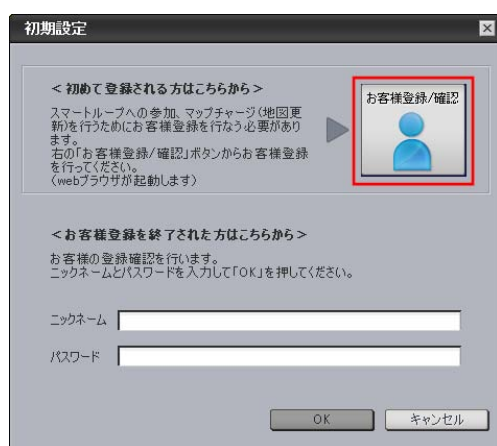 初期設定
＜初めて登録される方はこちらから＞
スマートループへの参加、マップチャージ(地図更
新)を行うためにお客様登録を行なう必要があり
ます。
右の「お客様登録/確認」ボタンからお客様登録
を行ってください。
(webブラウザが起動します)
お客様登録/確認
＜お客様登録を終了された方はこちらから＞
お客様の登録確認を行います。
ニックネームとパスワードを入力して「OK」を押してください。
ニックネーム
パスワード
OK
キャンセル